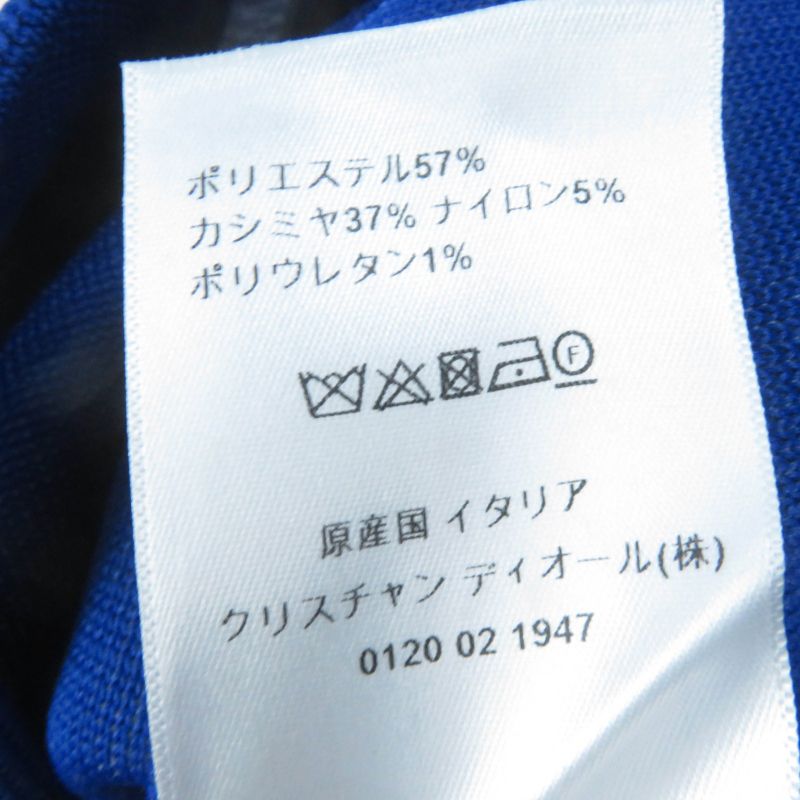 ポリエステル57%
カシミヤ37% ナイロン5%
ポリウレタン1%
F
原産国 イタリア
クリスチャン ディオール(株)
0120 02 1947